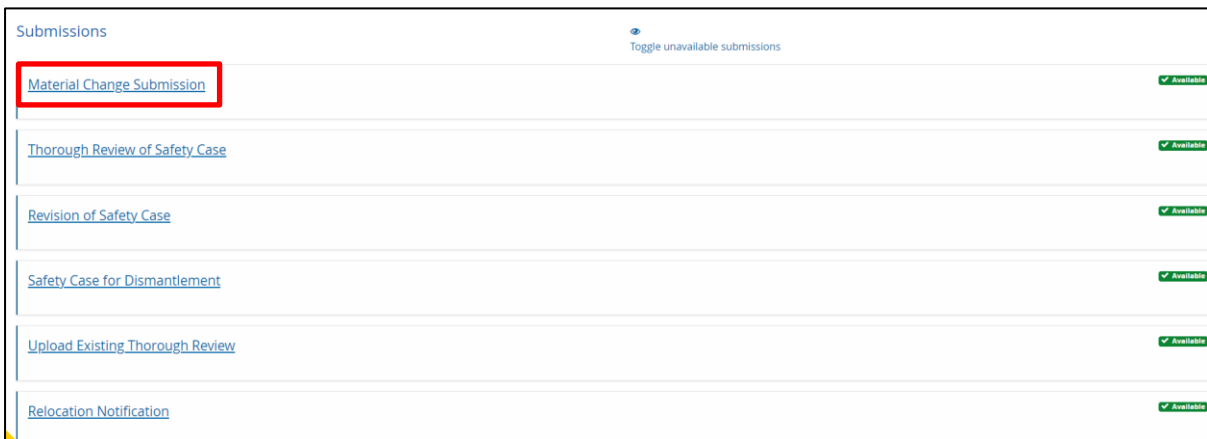 Submissions
Toggle unavailable submissions
Material Change Submission
Available
Thorough Review of Safety Case
Available
Revision of Safety Case
Available
Safety Case for Dismantlement
Available
Upload Existing Thorough Review
Available
Relocation Notification
Available